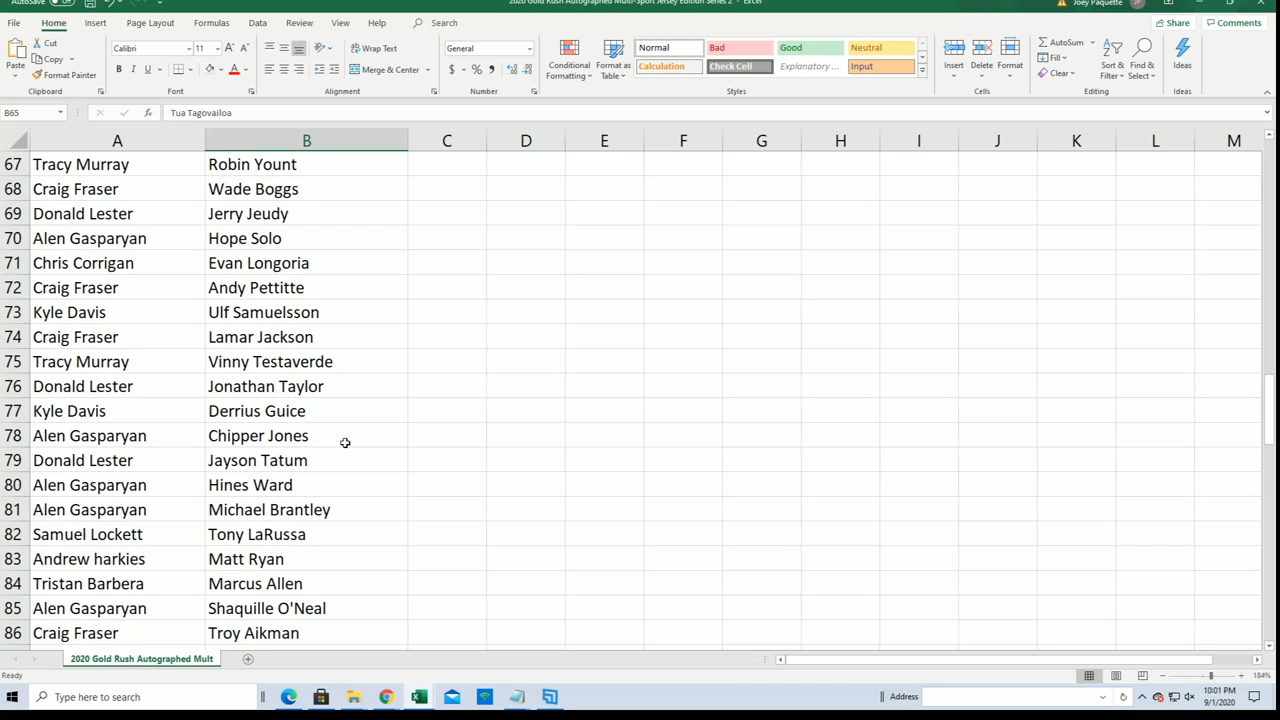 AutoSave
2020 Gold Rush Autographed Multi-Sport Jersey Edition Series 2 - Excel
Joey Paquette JP
File Home Insert Page Layout Formulas Data Review View Help Search Share Comments
Cut
Copy
Format Painter
Paste
Clipboard
Calibri 11
B I U
Font
Wrap Text
Merge & Center
Alignment
General
$ % ,
Number
Conditional Formatting
Format as Table
Normal Bad Good Neutral
Calculation Check Cell Explanatory ... Input
Styles
Insert Delete Format
Cells
AutoSum
Fill
Clear
Sort & Filter
Find & Select
Editing
Ideas
Ideas
B65 fx Tua Tagovailoa
A B C D E F G H I J K L M
67 Tracy Murray Robin Yount
68 Craig Fraser Wade Boggs
69 Donald Lester Jerry Jeudy
70 Alen Gasparyan Hope Solo
71 Chris Corrigan Evan Longoria
72 Craig Fraser Andy Pettitte
73 Kyle Davis Ulf Samuelsson
74 Craig Fraser Lamar Jackson
75 Tracy Murray Vinny Testaverde
76 Donald Lester Jonathan Taylor
77 Kyle Davis Derrius Guice
78 Alen Gasparyan Chipper Jones
79 Donald Lester Jayson Tatum
80 Alen Gasparyan Hines Ward
81 Alen Gasparyan Michael Brantley
82 Samuel Lockett Tony LaRussa
83 Andrew harkies Matt Ryan
84 Tristan Barbera Marcus Allen
85 Alen Gasparyan Shaquille O'Neal
86 Craig Fraser Troy Aikman
2020 Gold Rush Autographed Mult
Ready
184%
Type here to search
Address
10:01 PM
9/1/2020